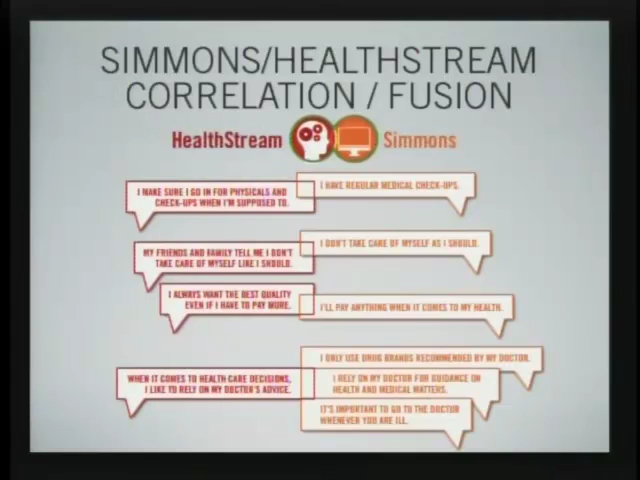 SIMMONS/HEALTHSTREAM
CORRELATION / FUSION
HealthStream
Simmons
I MAKE SURE I GO IN FOR PHYSICALS AND
CHECK-UPS WHEN I'M SUPPOSED TO.
I HAVE REGULAR MEDICAL CHECK-UPS.
MY FRIENDS AND FAMILY TELL ME I DON'T
TAKE CARE OF MYSELF LIKE I SHOULD.
I DON'T TAKE CARE OF MYSELF AS I SHOULD.
I ALWAYS WANT THE BEST QUALITY
EVEN IF I HAVE TO PAY MORE.
I'LL PAY ANYTHING WHEN IT COMES TO MY HEALTH.
WHEN IT COMES TO HEALTH CARE DECISIONS,
I LIKE TO RELY ON MY DOCTOR'S ADVICE.
I ONLY USE DRUG BRANDS RECOMMENDED BY MY DOCTOR.
I RELY ON MY DOCTOR FOR GUIDANCE ON
HEALTH AND MEDICAL MATTERS.
IT'S IMPORTANT TO GO TO THE DOCTOR
WHENEVER YOU ARE ILL.